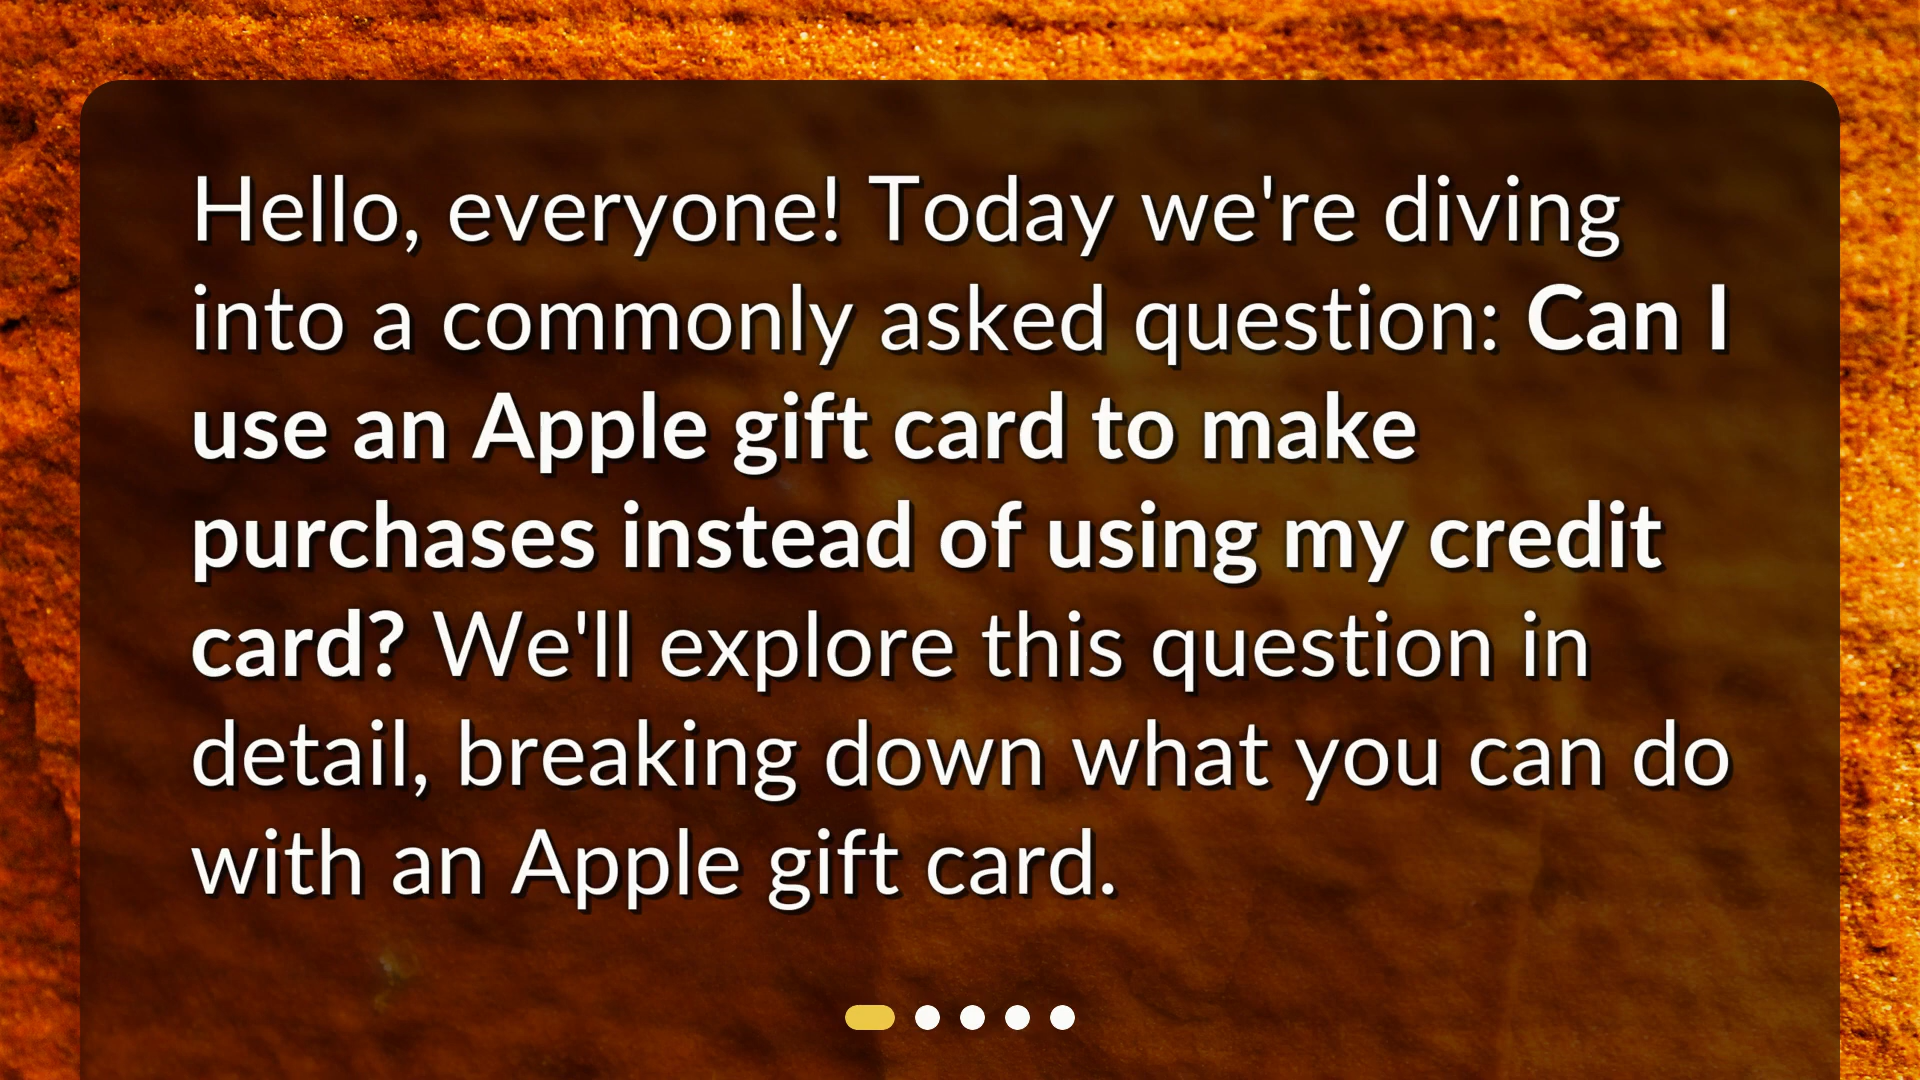 Hello, everyone! Today we're diving
into a commonly asked question: Can I
use an Apple gift card to make
purchases instead of using my credit
card? We'll explore this question in
detail, breaking down what you can do
with an Apple gift card.